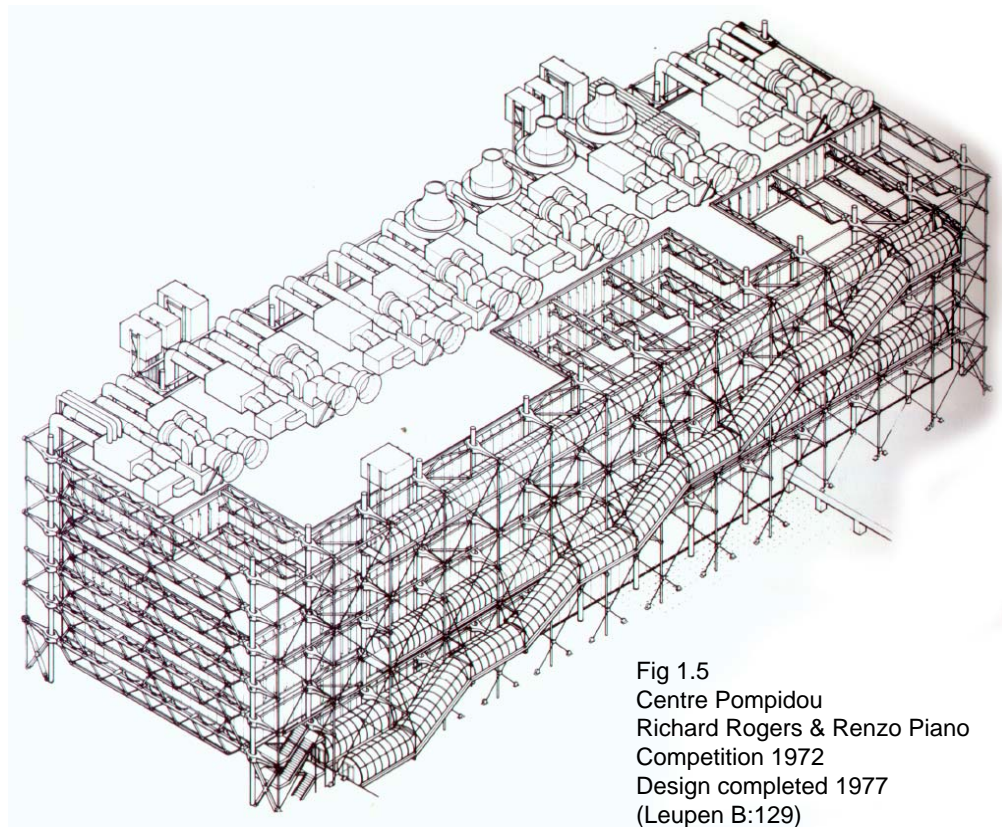 Fig 1.5
Centre Pompidou
Richard Rogers & Renzo Piano
Competition 1972
Design completed 1977
(Leupen B:129)